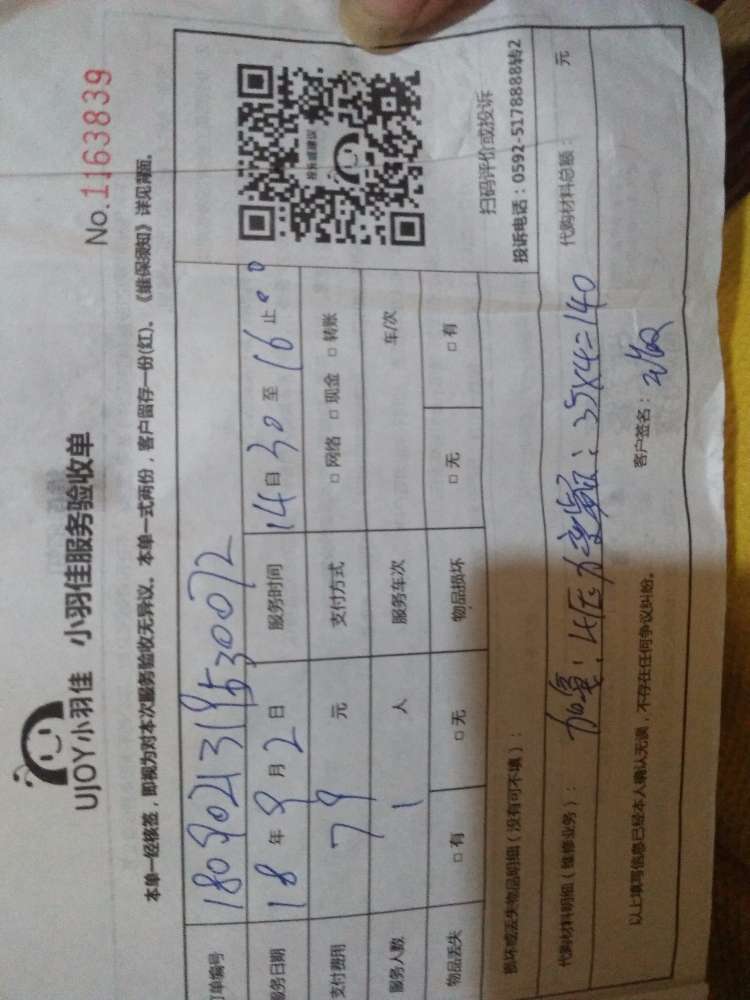 UJOY小羽佳 小羽佳服务验收单
No.1163839
本单一经核签，即视为对本次服务验收无异议。本单一式两份，客户留存一份(红)。《维保须知》详见背面。
订单编号 1809021319530072
服务日期 18年9月2日 服务时间 14自30至16止00
支付费用 79元 支付方式 □ 网络 □ 现金 □ 转账
服务人数 1人 服务车次 车/次
物品丢失 □ 有 □ 无 物品损坏 □ 无 □ 有
扫码评价或投诉
投诉电话：0592-5178888转2
损坏或丢失物品明细（没有可不填）：
代购材料明细（维修业务）： 加氟：35×4=140 代购材料总额： 元
以上填写信息已经本人确认无误，不存在任何争议纠纷。 客户签名：